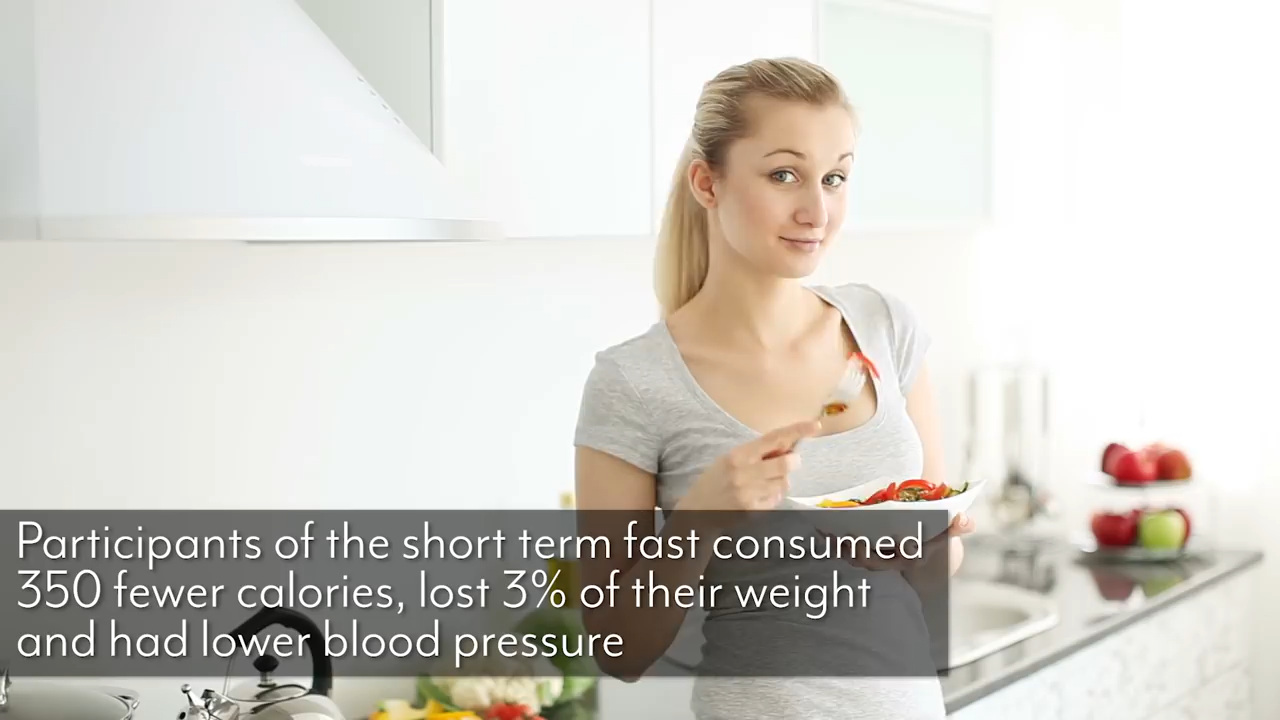 Participants of the short term fast consumed
350 fewer calories, lost 3% of their weight
and had lower blood pressure